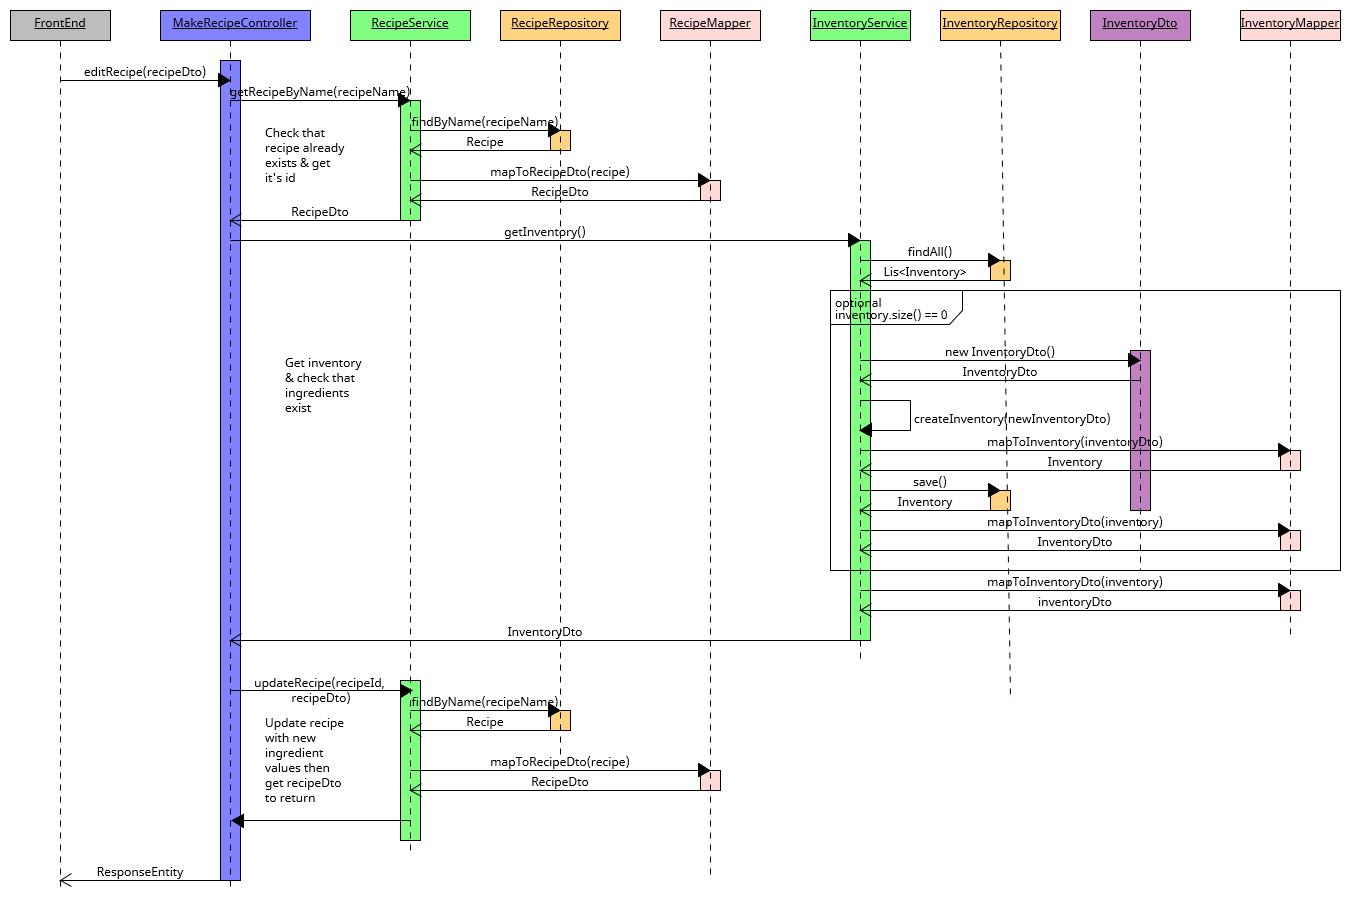 FrontEnd
MakeRecipeController
RecipeService
RecipeRepository
RecipeMapper
InventoryService
InventoryRepository
InventoryDto
InventoryMapper
editRecipe(recipeDto)
getRecipeByName(recipeName)
findByName(recipeName)
Check that
recipe already
exists & get
it's id
Recipe
mapToRecipeDto(recipe)
RecipeDto
RecipeDto
getInventory()
findAll()
Lis<Inventory>
optional
inventory.size() == 0
new InventoryDto()
Get inventory
& check that
ingredients
exist
InventoryDto
createInventory(newInventoryDto)
mapToInventory(inventoryDto)
Inventory
save()
Inventory
mapToInventoryDto(inventory)
InventoryDto
mapToInventoryDto(inventory)
inventoryDto
InventoryDto
updateRecipe(recipeId,
recipeDto)
findByName(recipeName)
Recipe
Update recipe
with new
ingredient
values then
get recipeDto
to return
mapToRecipeDto(recipe)
RecipeDto
ResponseEntity